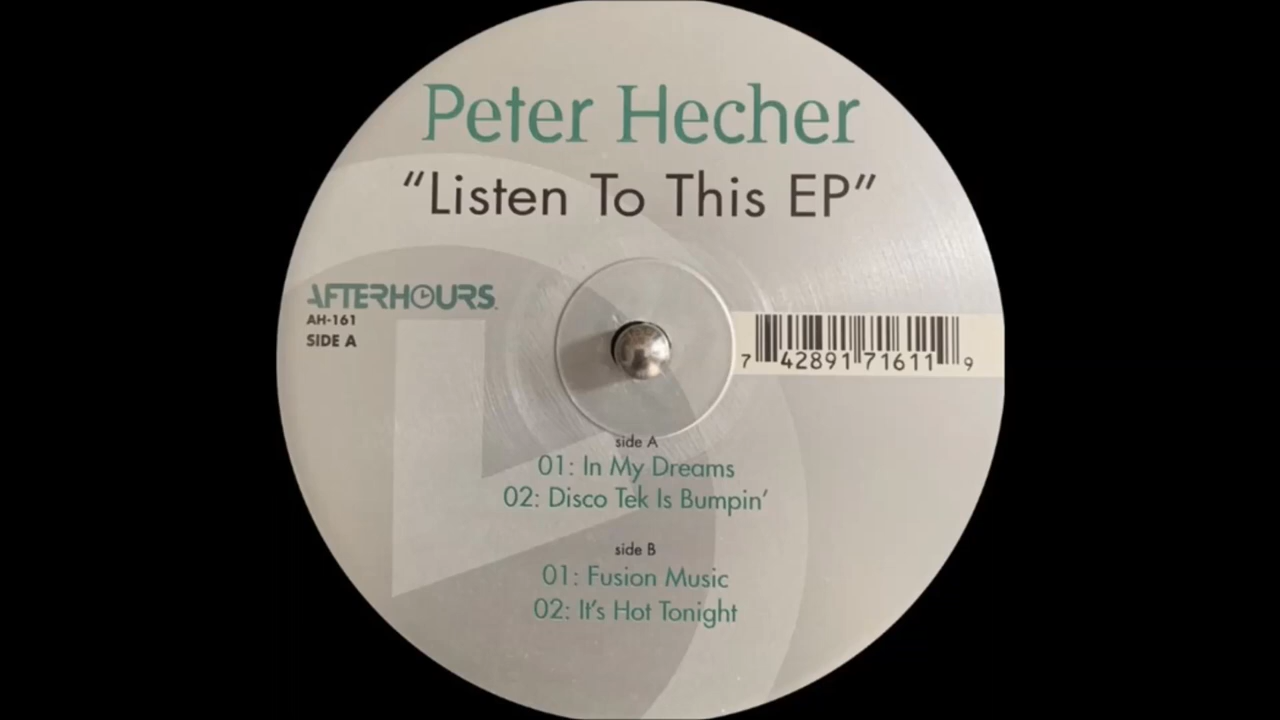 Peter Hecher
“Listen To This EP”
AFTERHOURS
AH-161
SIDE A
7 42891 71611 9
side A
01: In My Dreams
02: Disco Tek Is Bumpin’
side B
01: Fusion Music
02: It’s Hot Tonight